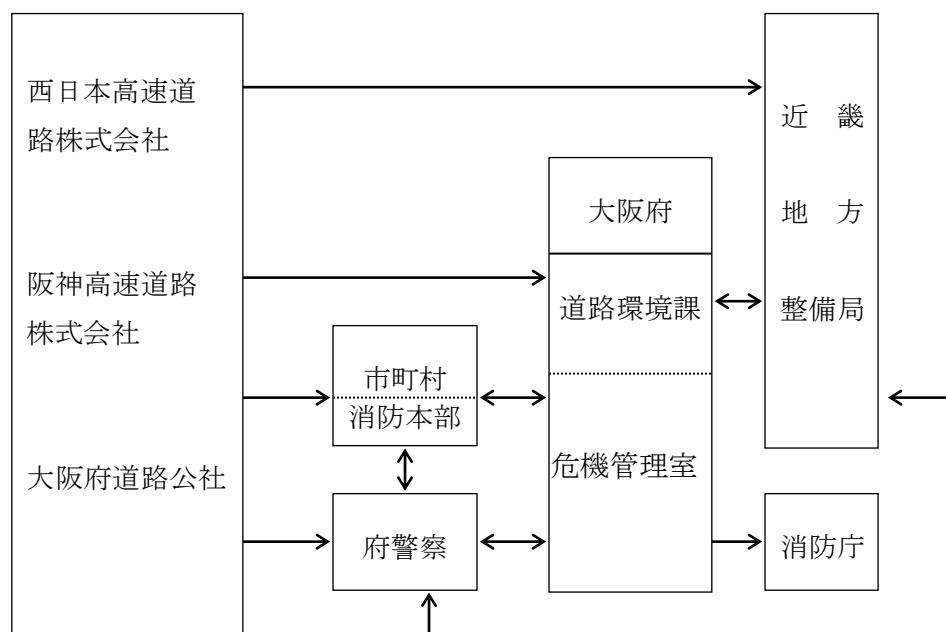 西日本高速道
路株式会社
阪神高速道路
株式会社
大阪府道路公社
市町村
消防本部
府警察
大阪府
道路環境課
危機管理室
近　畿
地　方
整備局
消防庁